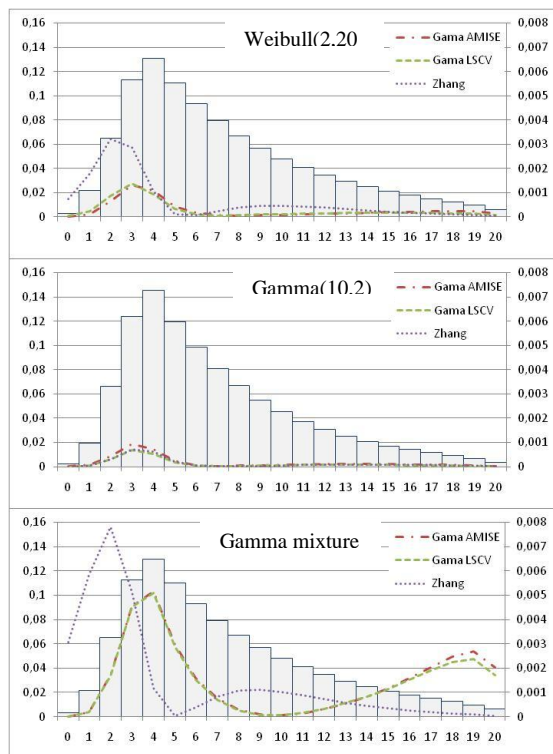 0,16 Weibull(2.20 0,008
0,14 Gama AMISE 0,007
0,12 Gama LSCV 0,006
0,1 Zhang 0,005
0,08 0,004
0,06 0,003
0,04 0,002
0,02 0,001
0 0
0 1 2 3 4 5 6 7 8 9 10 11 12 13 14 15 16 17 18 19 20
0,16 Gamma(10.2) 0,008
0,14 Gama AMISE 0,007
0,12 Gama LSCV 0,006
0,1 Zhang 0,005
0,08 0,004
0,06 0,003
0,04 0,002
0,02 0,001
0 0
0 1 2 3 4 5 6 7 8 9 10 11 12 13 14 15 16 17 18 19 20
0,16 Gamma mixture 0,008
0,14 Gama AMISE 0,007
0,12 Gama LSCV 0,006
0,1 Zhang 0,005
0,08 0,004
0,06 0,003
0,04 0,002
0,02 0,001
0 0
0 1 2 3 4 5 6 7 8 9 10 11 12 13 14 15 16 17 18 19 20